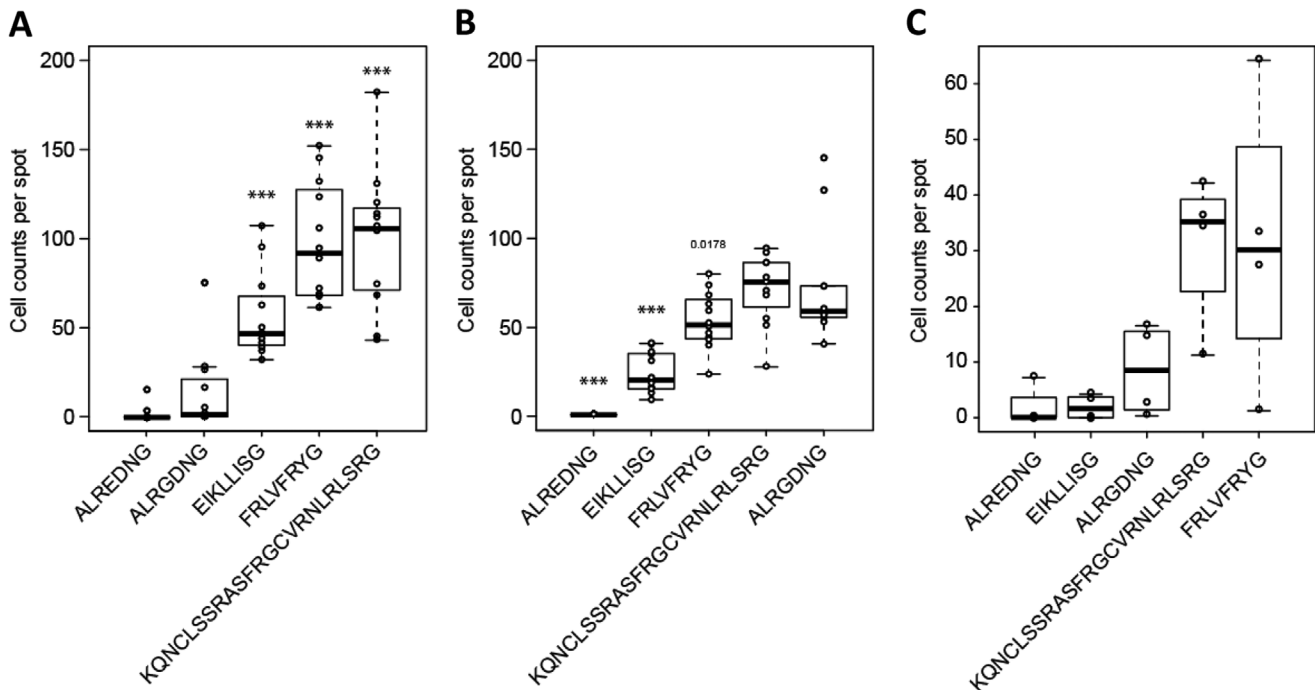 A
Cell counts per spot
200
150
100
50
0
***
***
***
ALREDNG
ALRGDNG
EIKLLISG
FRLVFRYG
KQNCLSSRASFRGCVRNLRLSRG
B
Cell counts per spot
200
150
100
50
0
***
***
0.0178
ALREDNG
EIKLLISG
FRLVFRYG
KQNCLSSRASFRGCVRNLRLSRG
ALRGDNG
C
Cell counts per spot
60
50
40
30
20
10
0
ALREDNG
EIKLLISG
ALRGDNG
KQNCLSSRASFRGCVRNLRLSRG
FRLVFRYG